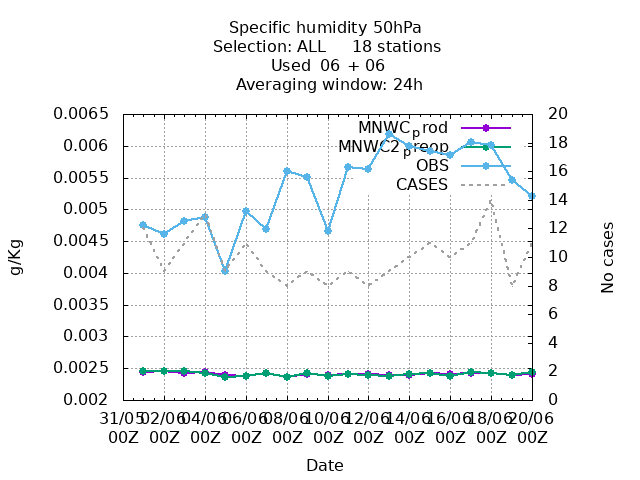 Specific humidity 50hPa
Selection: ALL 18 stations
Used 06 + 06
Averaging window: 24h
0.0065
0.006
0.0055
0.005
0.0045
0.004
0.0035
0.003
0.0025
0.002
g/Kg
MNWCprod
MNWC2preop
OBS
CASES
20
18
16
14
12
10
8
6
4
2
0
No cases
31/05 02/06 04/06 06/06 08/06 10/06 12/06 14/06 16/06 18/06 20/06
00Z 00Z 00Z 00Z 00Z 00Z 00Z 00Z 00Z 00Z 00Z
Date